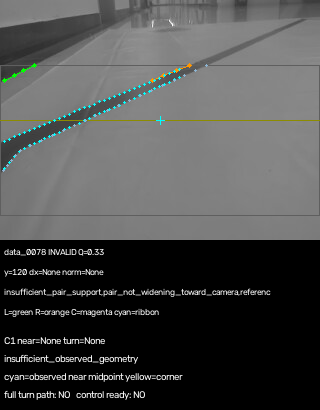 data_0078 INVALID Q=0.33
y=120 dx=None norm=None
insufficient_pair_support,pair_not_widening_toward_camera,referenc
L=green R=orange C=magenta cyan=ribbon
C1 near=None turn=None
insufficient_observed_geometry
cyan=observed near midpoint yellow=corner
full turn path: NO control ready: NO